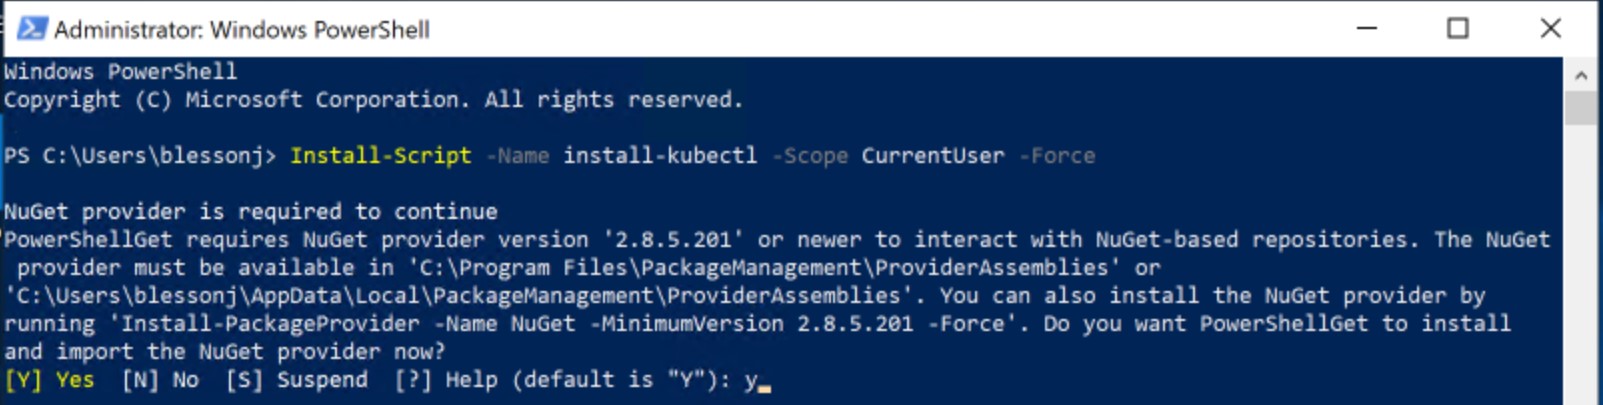 Administrator: Windows PowerShell
Windows PowerShell
Copyright (C) Microsoft Corporation. All rights reserved.
PS C:\Users\blessonj> Install-Script -Name install-kubectl -Scope CurrentUser -Force
NuGet provider is required to continue
PowerShellGet requires NuGet provider version '2.8.5.201' or newer to interact with NuGet-based repositories. The NuGet
 provider must be available in 'C:\Program Files\PackageManagement\ProviderAssemblies' or
'C:\Users\blessonj\AppData\Local\PackageManagement\ProviderAssemblies'. You can also install the NuGet provider by
running 'Install-PackageProvider -Name NuGet -MinimumVersion 2.8.5.201 -Force'. Do you want PowerShellGet to install
and import the NuGet provider now?
[Y] Yes  [N] No  [S] Suspend  [?] Help (default is "Y"): y